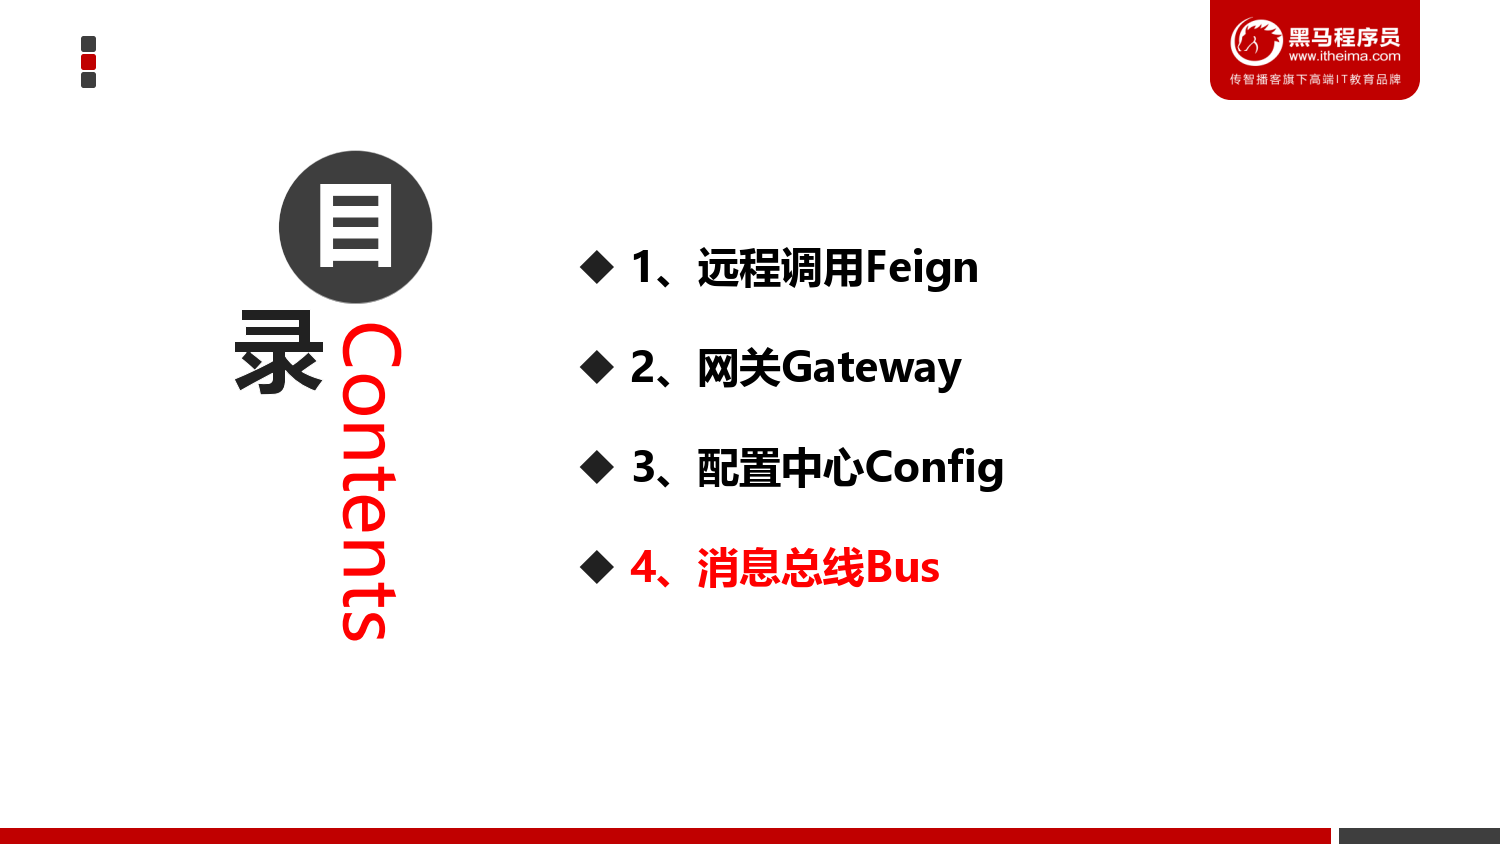 黑马程序员
www.itheima.com
传智播客旗下高端IT教育品牌
目录
Contents
1、远程调用Feign
2、网关Gateway
3、配置中心Config
4、消息总线Bus